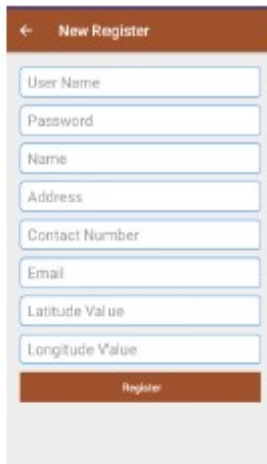 New Register
User Name
Password
Name
Address
Contact Number
Email
Latitude Value
Longitude Value
Register